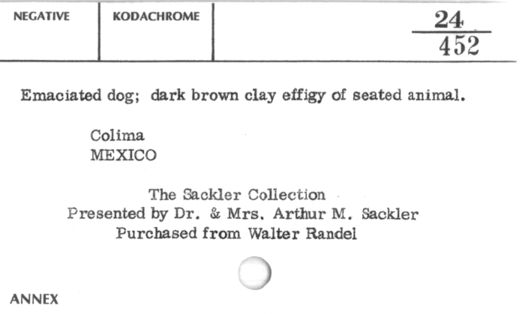 NEGATIVE
KODACHROME
24
452
Emaciated dog; dark brown clay effigy of seated animal.
Colima
MEXICO
The Sackler Collection
Presented by Dr. & Mrs. Arthur M. Sackler
Purchased from Walter Randel
ANNEX